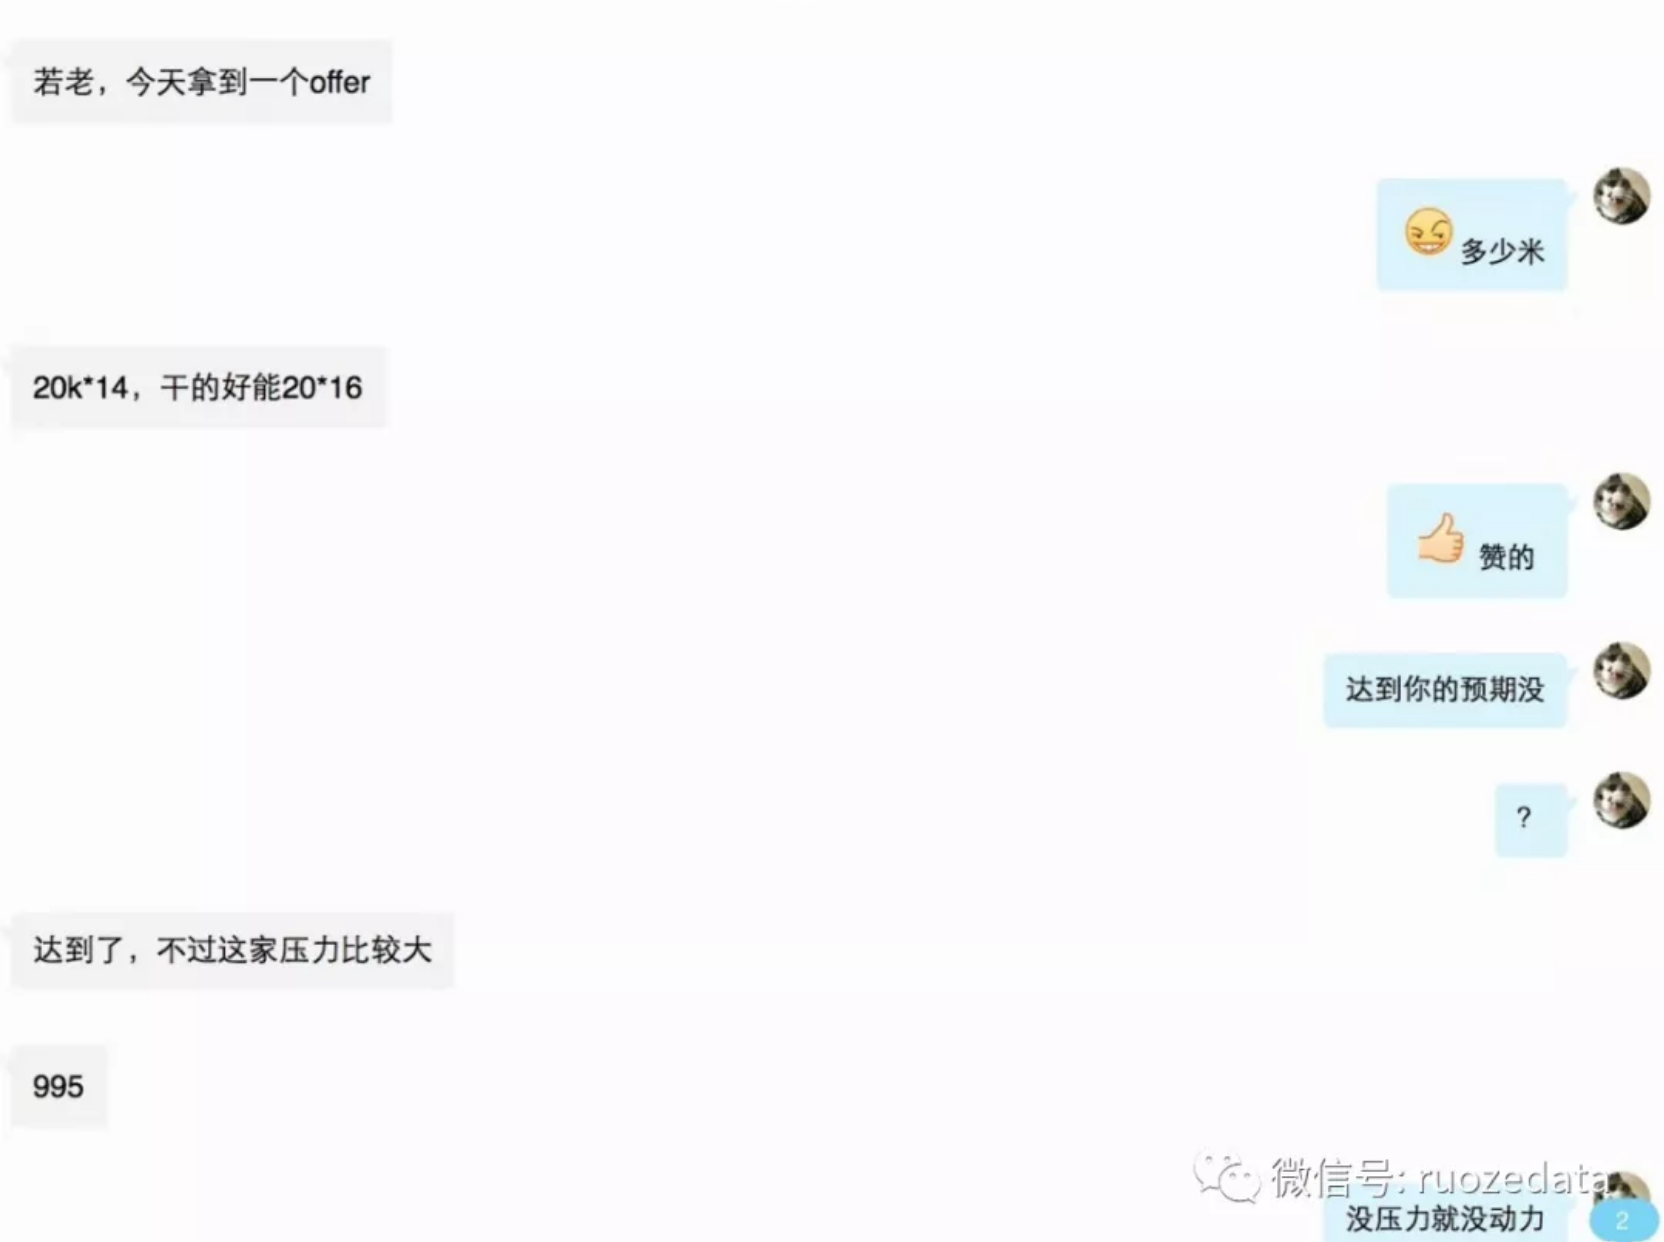 若老，今天拿到一个offer
多少米
20k*14，干的好能20*16
赞的
达到你的预期没
?
达到了，不过这家压力比较大
995
微信号: ruozedata
没压力就没动力
2